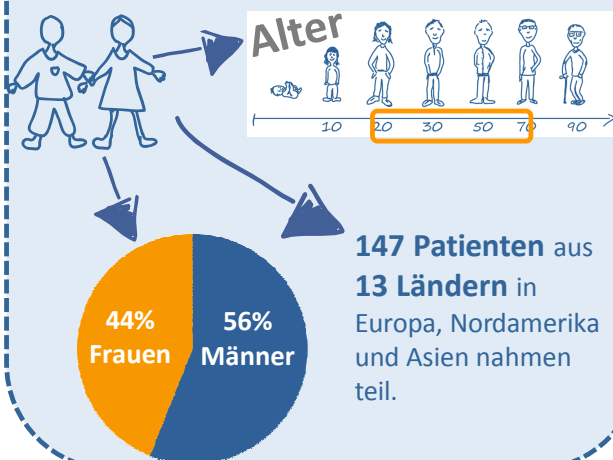 Alter
10 20 30 50 70 90
147 Patienten aus
13 Ländern in
Europa, Nordamerika
und Asien nahmen
teil.
44%
Frauen
56%
Männer